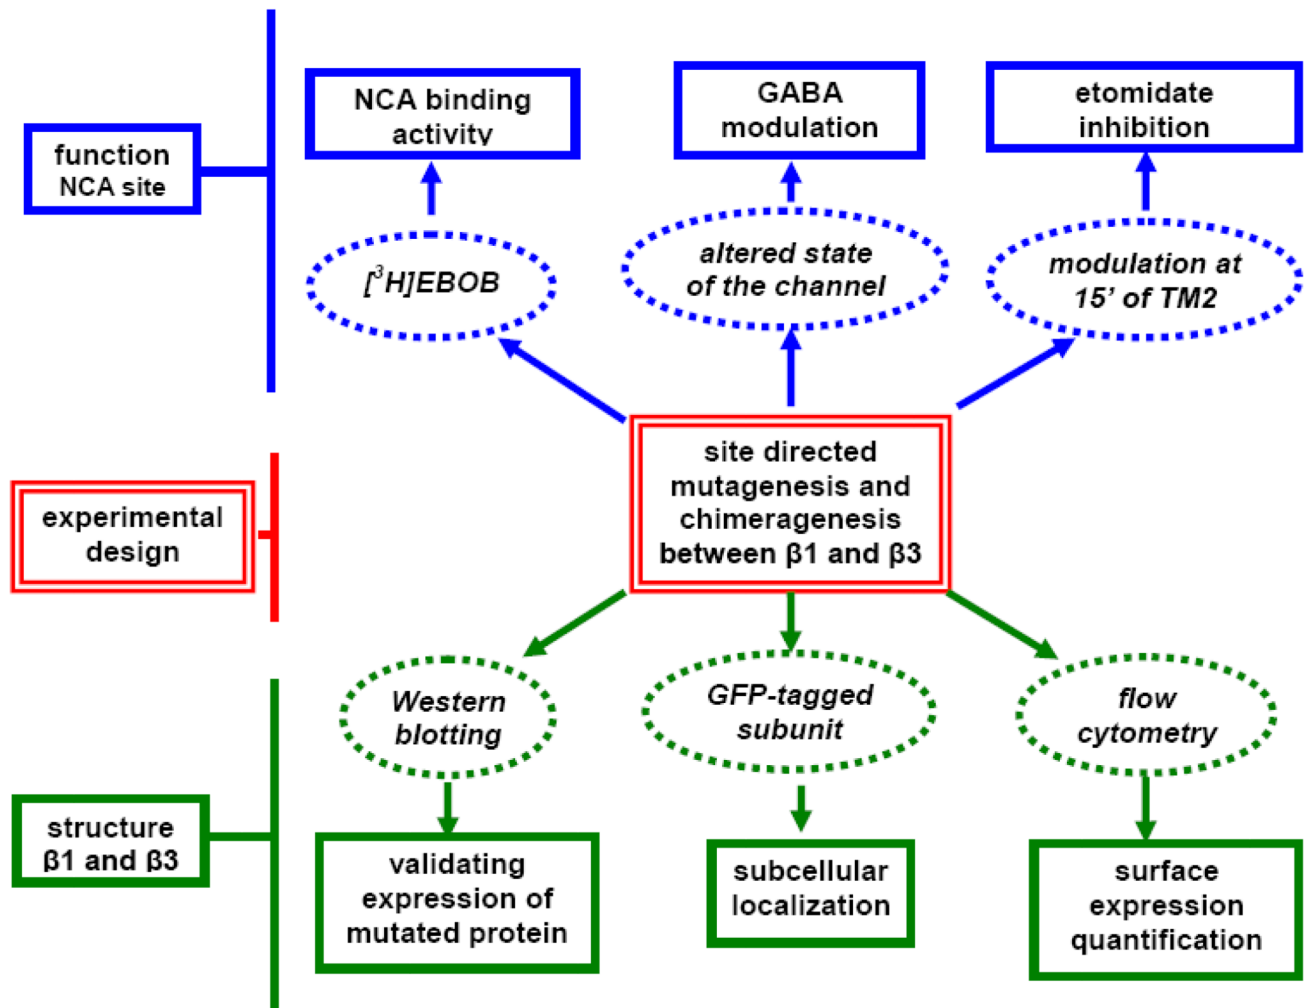 NCA binding
activity
GABA
modulation
etomidate
inhibition
function
NCA site
[³H]EBOB
altered state
of the channel
modulation at
15’ of TM2
experimental
design
site directed
mutagenesis and
chimeragenesis
between β1 and β3
Western
blotting
GFP-tagged
subunit
flow
cytometry
structure
β1 and β3
validating
expression of
mutated protein
subcellular
localization
surface
expression
quantification